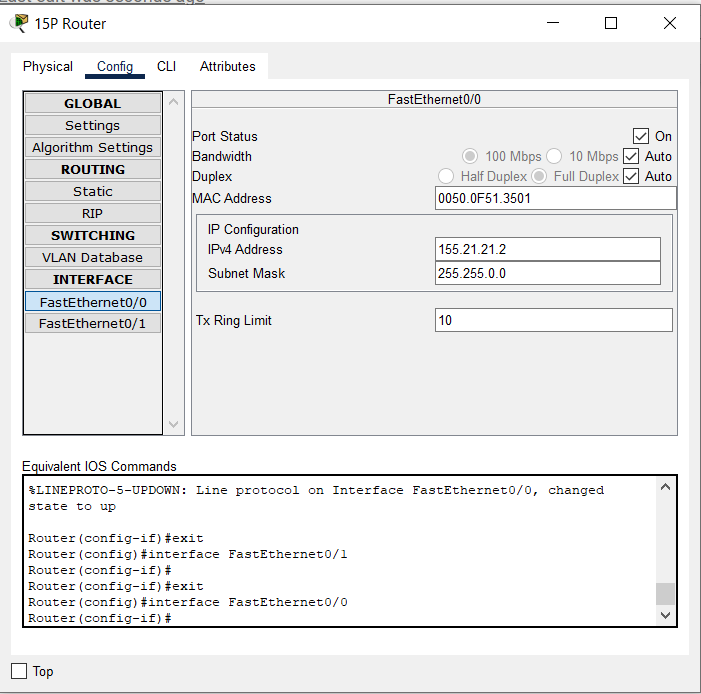 Last edit was seconds ago
15P Router
Physical Config CLI Attributes
GLOBAL
Settings
Algorithm Settings
ROUTING
Static
RIP
SWITCHING
VLAN Database
INTERFACE
FastEthernet0/0
FastEthernet0/1
FastEthernet0/0
Port Status On
Bandwidth 100 Mbps 10 Mbps Auto
Duplex Half Duplex Full Duplex Auto
MAC Address 0050.0F51.3501
IP Configuration
IPv4 Address 155.21.21.2
Subnet Mask 255.255.0.0
Tx Ring Limit 10
Equivalent IOS Commands
%LINEPROTO-5-UPDOWN: Line protocol on Interface FastEthernet0/0, changed
state to up
Router(config-if)#exit
Router(config)#interface FastEthernet0/1
Router(config-if)#
Router(config-if)#exit
Router(config)#interface FastEthernet0/0
Router(config-if)#
Top